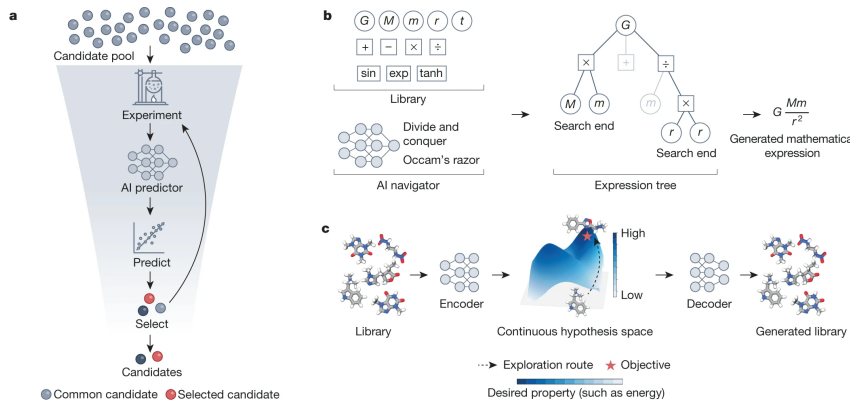 a
Candidate pool
Experiment
AI predictor
Predict
Select
Candidates
Common candidate Selected candidate
b
G M m r t
+ − × ÷
sin exp tanh
Library
Divide and
conquer
Occam's razor
AI navigator
G
× + ÷
M m m ×
Search end
r r
Search end
Expression tree
G Mm/r²
Generated mathematical
expression
c
Library
Encoder
High
Low
Continuous hypothesis space
Decoder
Generated library
Exploration route Objective
Desired property (such as energy)